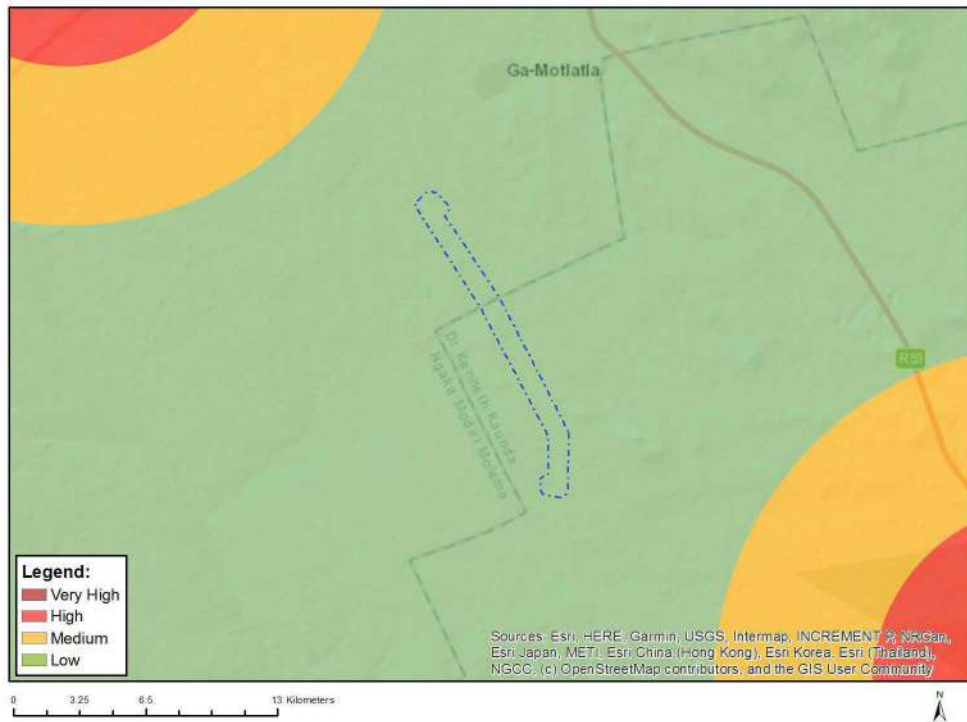 Ga-Motlatla
R51
Dr Kenneth Kaunda
Ngaka Modiri Molema
Legend:
Very High
High
Medium
Low
Sources: Esri, HERE, Garmin, USGS, Intermap, INCREMENT P, NRCan,
Esri Japan, METI, Esri China (Hong Kong), Esri Korea, Esri (Thailand),
NGCC, (c) OpenStreetMap contributors, and the GIS User Community
0 3.25 6.5 13 Kilometers
N